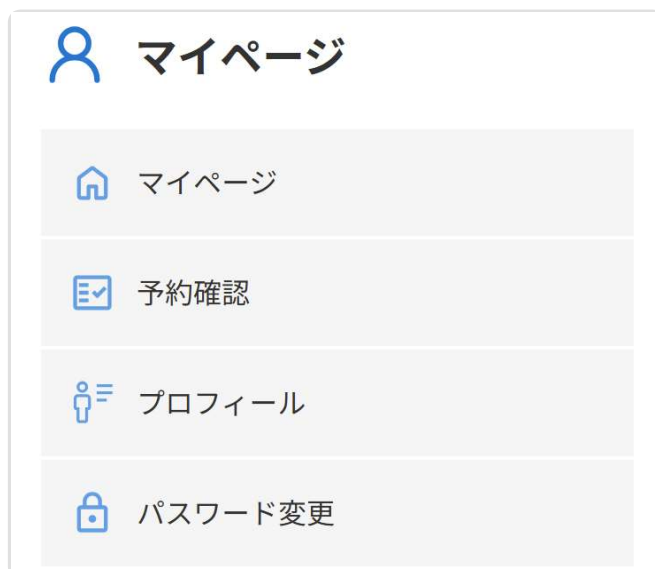 マイページ
マイページ
予約確認
プロフィール
パスワード変更